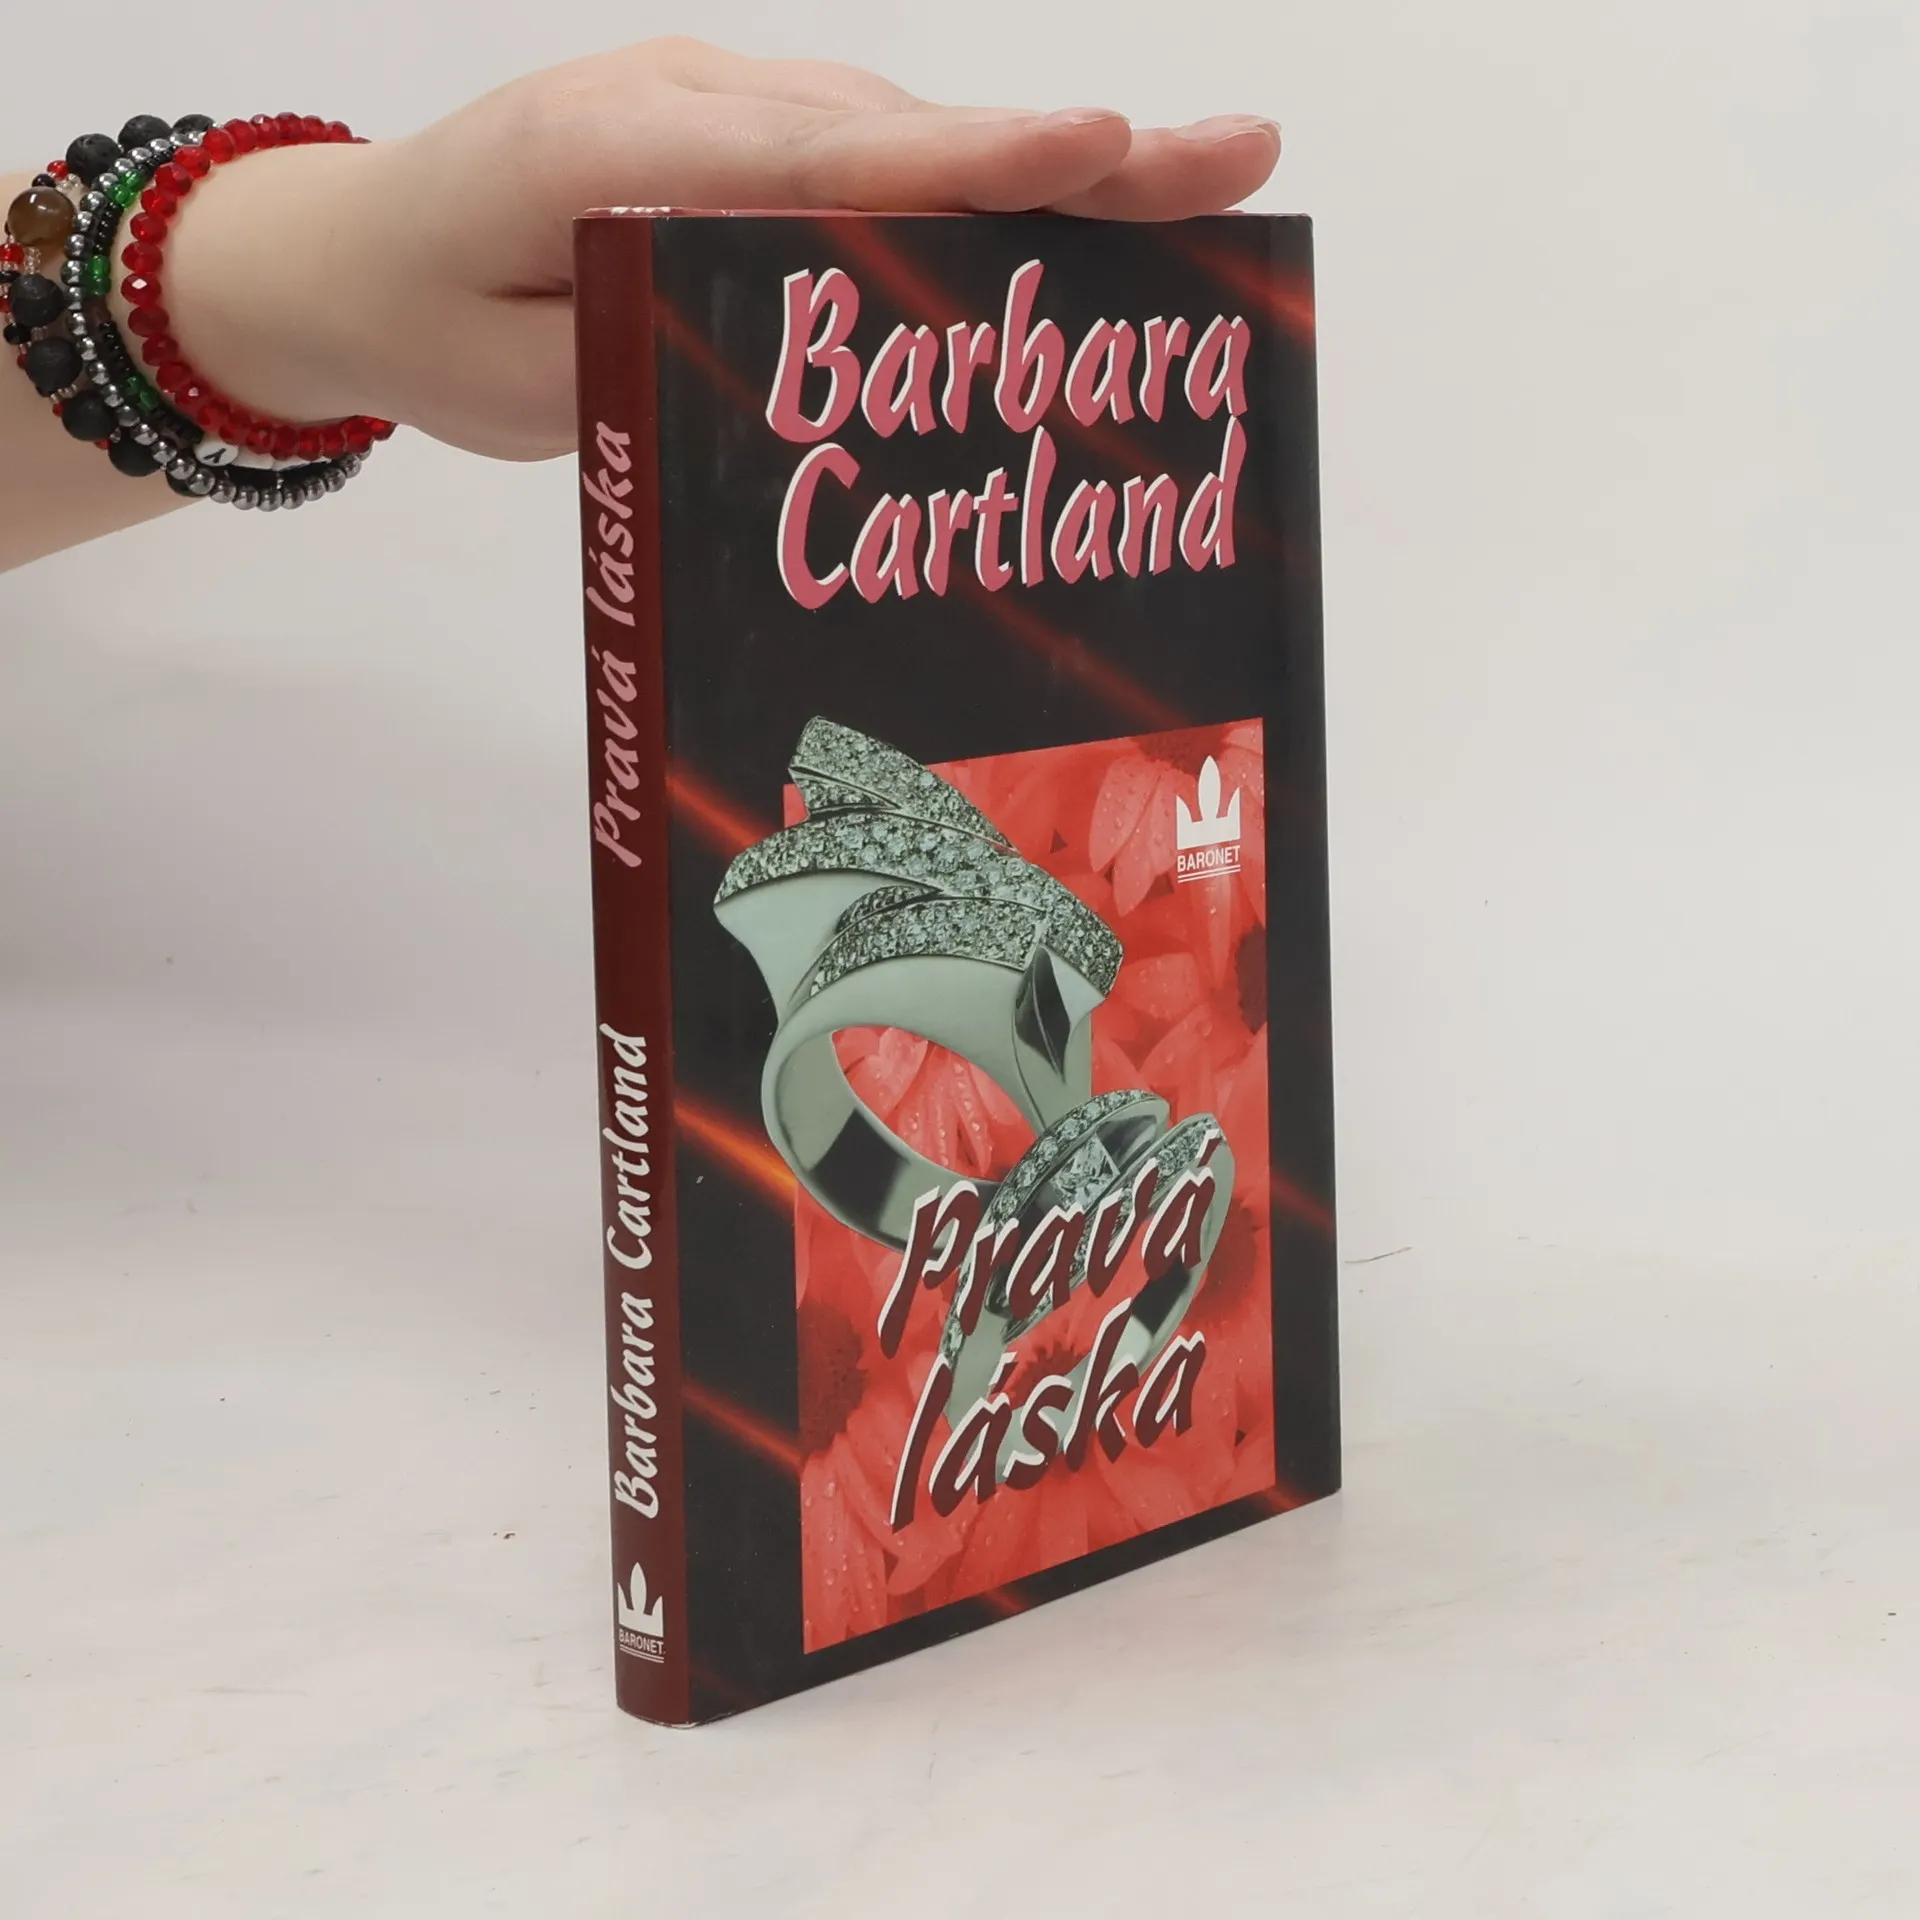 Barbara
Cartland
BARONET
Pravá
láska
Pravá láska
Barbara Cartland
BARONET
Y